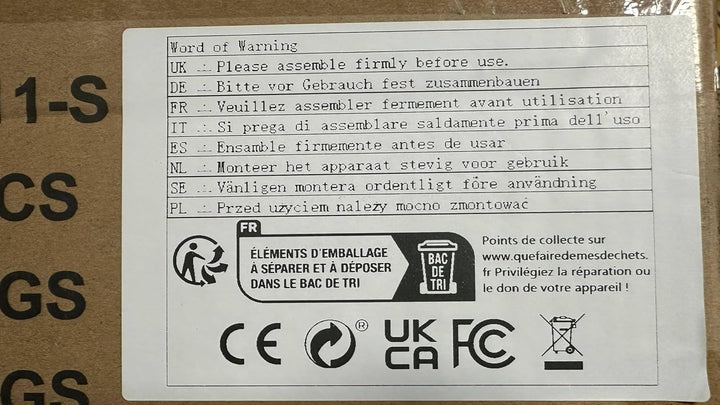 11-S
CS
GS
GS
Word of Warning
UK .:. Please assemble firmly before use.
DE .:. Bitte vor Gebrauch fest zusammenbauen
FR .:. Veuillez assembler fermement avant utilisation
IT .:. Si prega di assemblare saldamente prima dell'uso
ES .:. Ensamble firmemente antes de usar
NL .:. Monteer het apparaat stevig voor gebruik
SE .:. Vänligen montera ordentligt före användning
PL .:. Przed użyciem należy mocno zmontować
FR
ÉLÉMENTS D'EMBALLAGE
À SÉPARER ET À DÉPOSER
DANS LE BAC DE TRI
BAC
DE
TRI
Points de collecte sur
www.quefairedemesdechets.
fr Privilégiez la réparation ou
le don de votre appareil !
CE
®
UK
CA
FC